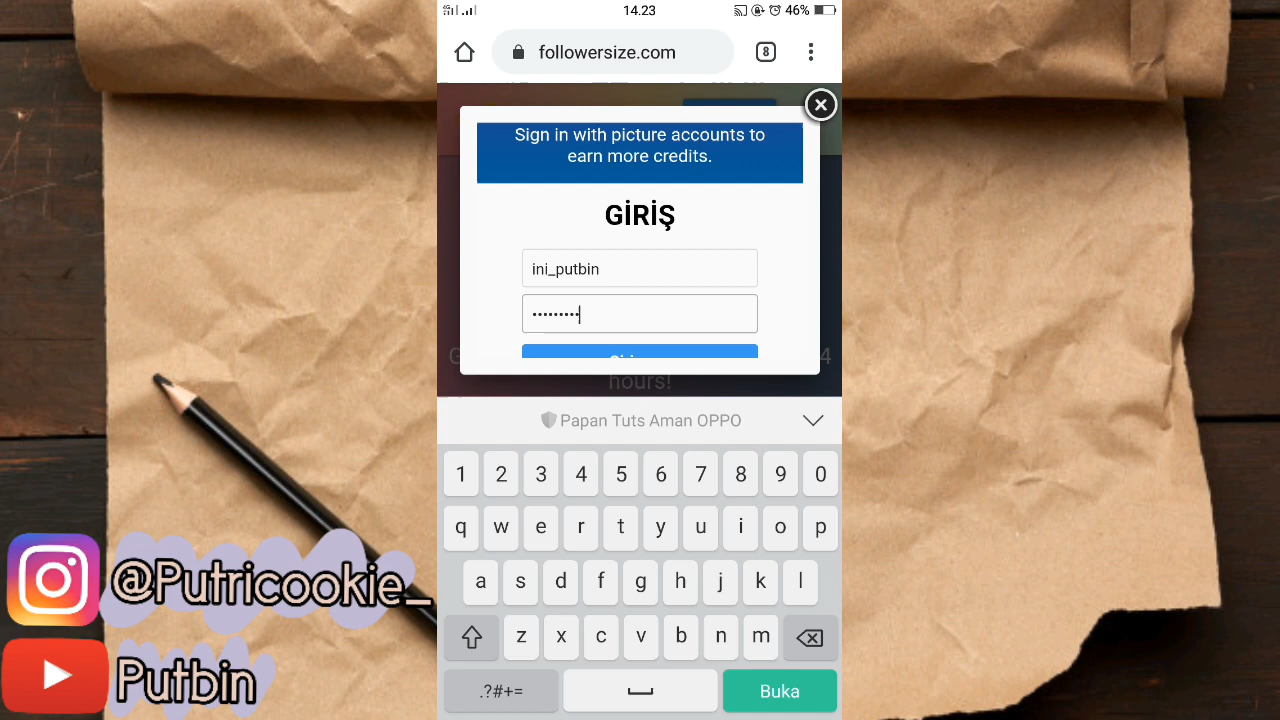 14.23
46%
followersize.com
8
Sign in with picture accounts to
earn more credits.
GİRİŞ
ini_putbin
•••••••••
hours!
Papan Tuts Aman OPPO
1 2 3 4 5 6 7 8 9 0
q w e r t y u i o p
a s d f g h j k l
z x c v b n m
.?#+=
Buka
@Putricookie_
Putbin